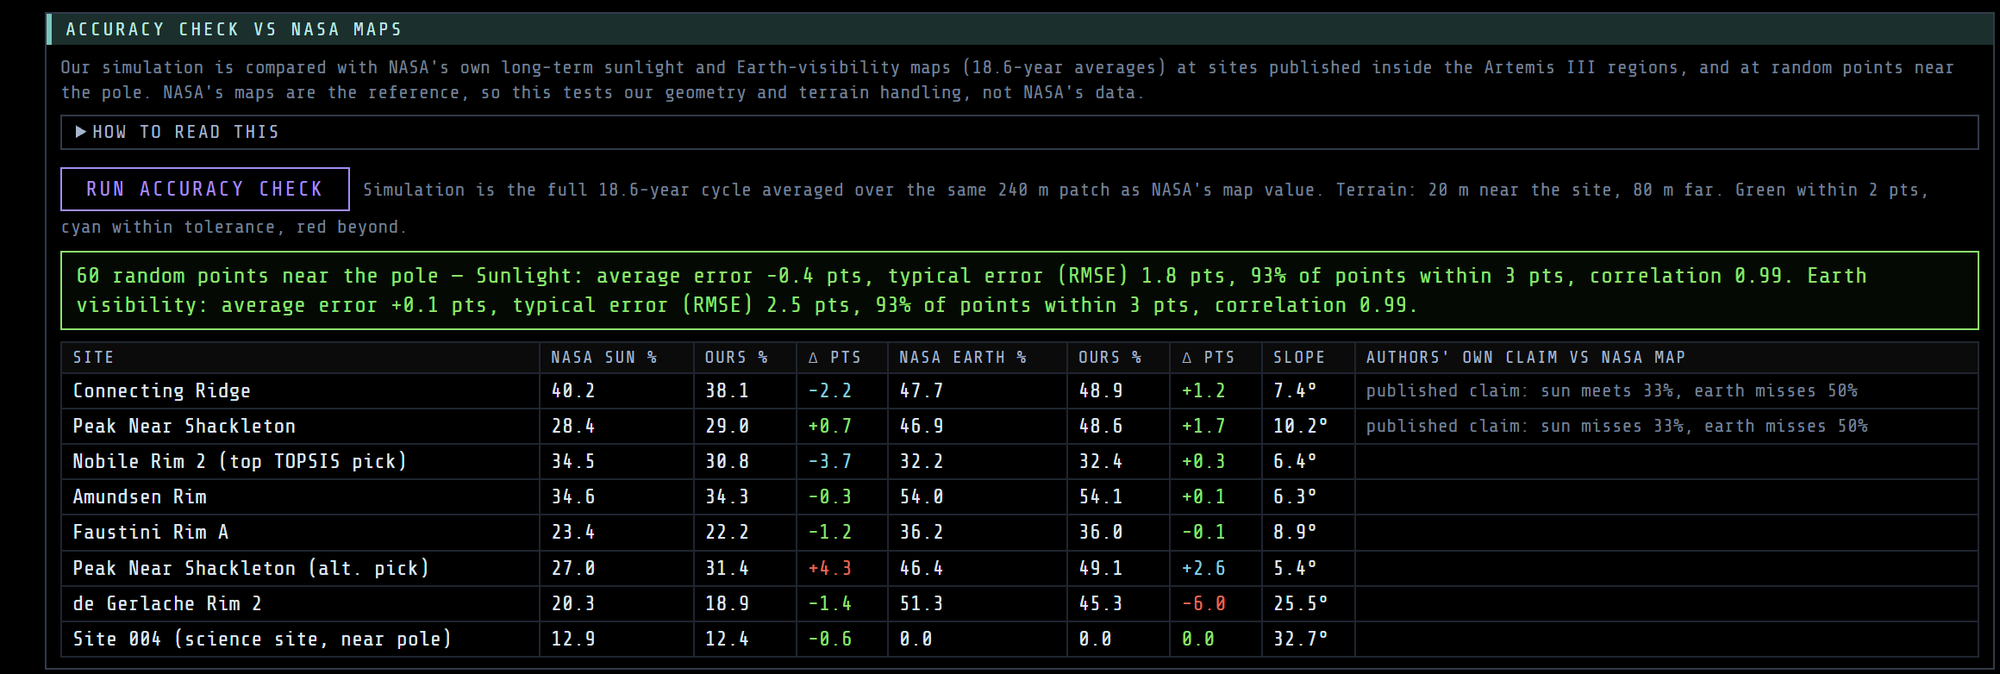 ACCURACY CHECK VS NASA MAPS
Our simulation is compared with NASA's own long-term sunlight and Earth-visibility maps (18.6-year averages) at sites published inside the Artemis III regions, and at random points near
the pole. NASA's maps are the reference, so this tests our geometry and terrain handling, not NASA's data.
▶HOW TO READ THIS
RUN ACCURACY CHECK Simulation is the full 18.6-year cycle averaged over the same 240 m patch as NASA's map value. Terrain: 20 m near the site, 80 m far. Green within 2 pts,
cyan within tolerance, red beyond.
60 random points near the pole — Sunlight: average error -0.4 pts, typical error (RMSE) 1.8 pts, 93% of points within 3 pts, correlation 0.99. Earth
visibility: average error +0.1 pts, typical error (RMSE) 2.5 pts, 93% of points within 3 pts, correlation 0.99.
SITE NASA SUN % OURS % Δ PTS NASA EARTH % OURS % Δ PTS SLOPE AUTHORS' OWN CLAIM VS NASA MAP
Connecting Ridge 40.2 38.1 -2.2 47.7 48.9 +1.2 7.4° published claim: sun meets 33%, earth misses 50%
Peak Near Shackleton 28.4 29.0 +0.7 46.9 48.6 +1.7 10.2° published claim: sun misses 33%, earth misses 50%
Nobile Rim 2 (top TOPSIS pick) 34.5 30.8 -3.7 32.2 32.4 +0.3 6.4°
Amundsen Rim 34.6 34.3 -0.3 54.0 54.1 +0.1 6.3°
Faustini Rim A 23.4 22.2 -1.2 36.2 36.0 -0.1 8.9°
Peak Near Shackleton (alt. pick) 27.0 31.4 +4.3 46.4 49.1 +2.6 5.4°
de Gerlache Rim 2 20.3 18.9 -1.4 51.3 45.3 -6.0 25.5°
Site 004 (science site, near pole) 12.9 12.4 -0.6 0.0 0.0 0.0 32.7°